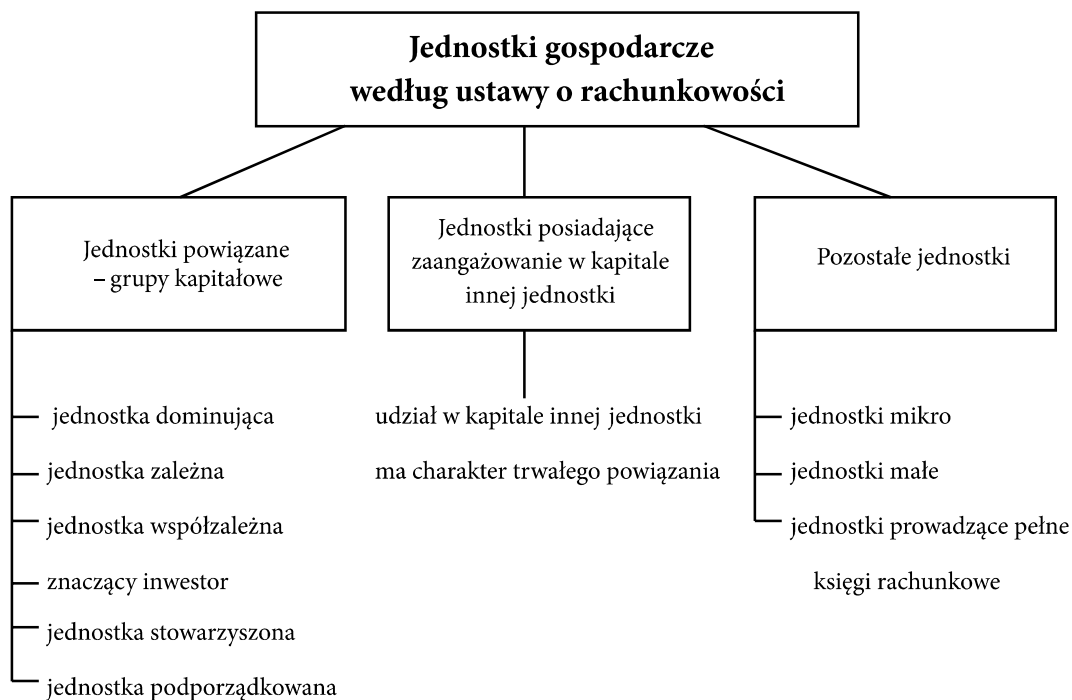 Jednostki gospodarcze
według ustawy o rachunkowości
Jednostki powiązane
– grupy kapitałowe
jednostka dominująca
jednostka zależna
jednostka współzależna
znaczący inwestor
jednostka stowarzyszona
jednostka podporządkowana
Jednostki posiadające
zaangażowanie w kapitale
innej jednostki
udział w kapitale innej jednostki
ma charakter trwałego powiązania
Pozostałe jednostki
jednostki mikro
jednostki małe
jednostki prowadzące pełne
księgi rachunkowe